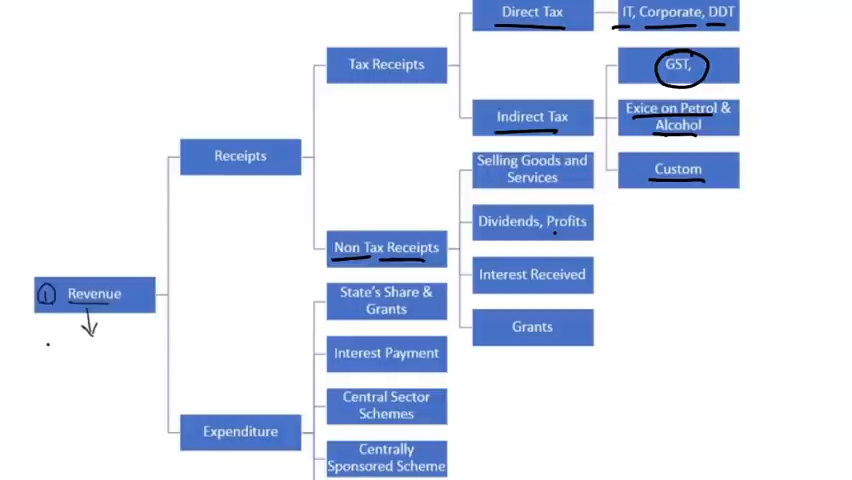 Direct Tax
IT, Corporate, DDT
Tax Receipts
GST,
Indirect Tax
Exice on Petrol &
Alcohol
Receipts
Selling Goods and
Services
Custom
Dividends, Profits
Non Tax Receipts
Interest Received
1 Revenue
State's Share &
Grants
Grants
Interest Payment
Central Sector
Schemes
Expenditure
Centrally
Sponsored Scheme